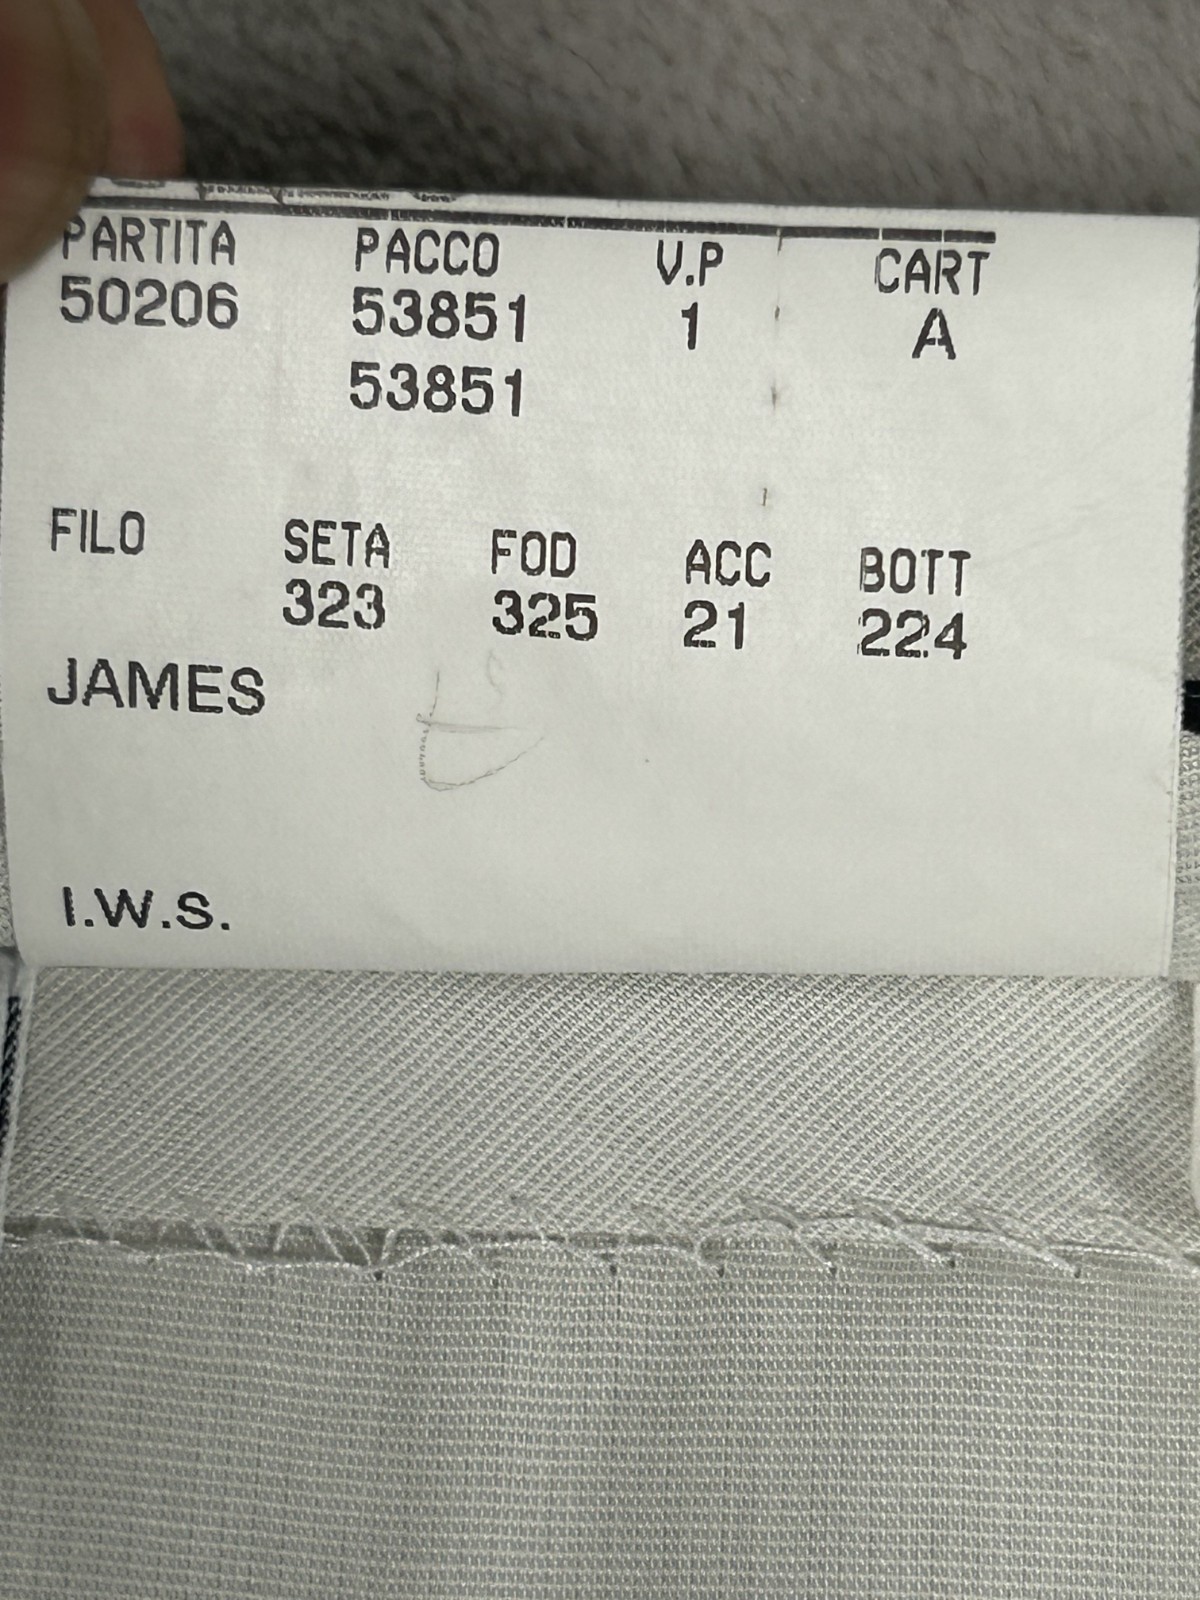 PARTITA PACCO V.P CART
50206 53851 1 A
53851
FILO SETA FOD ACC BOTT
323 325 21 224
JAMES
I.W.S.